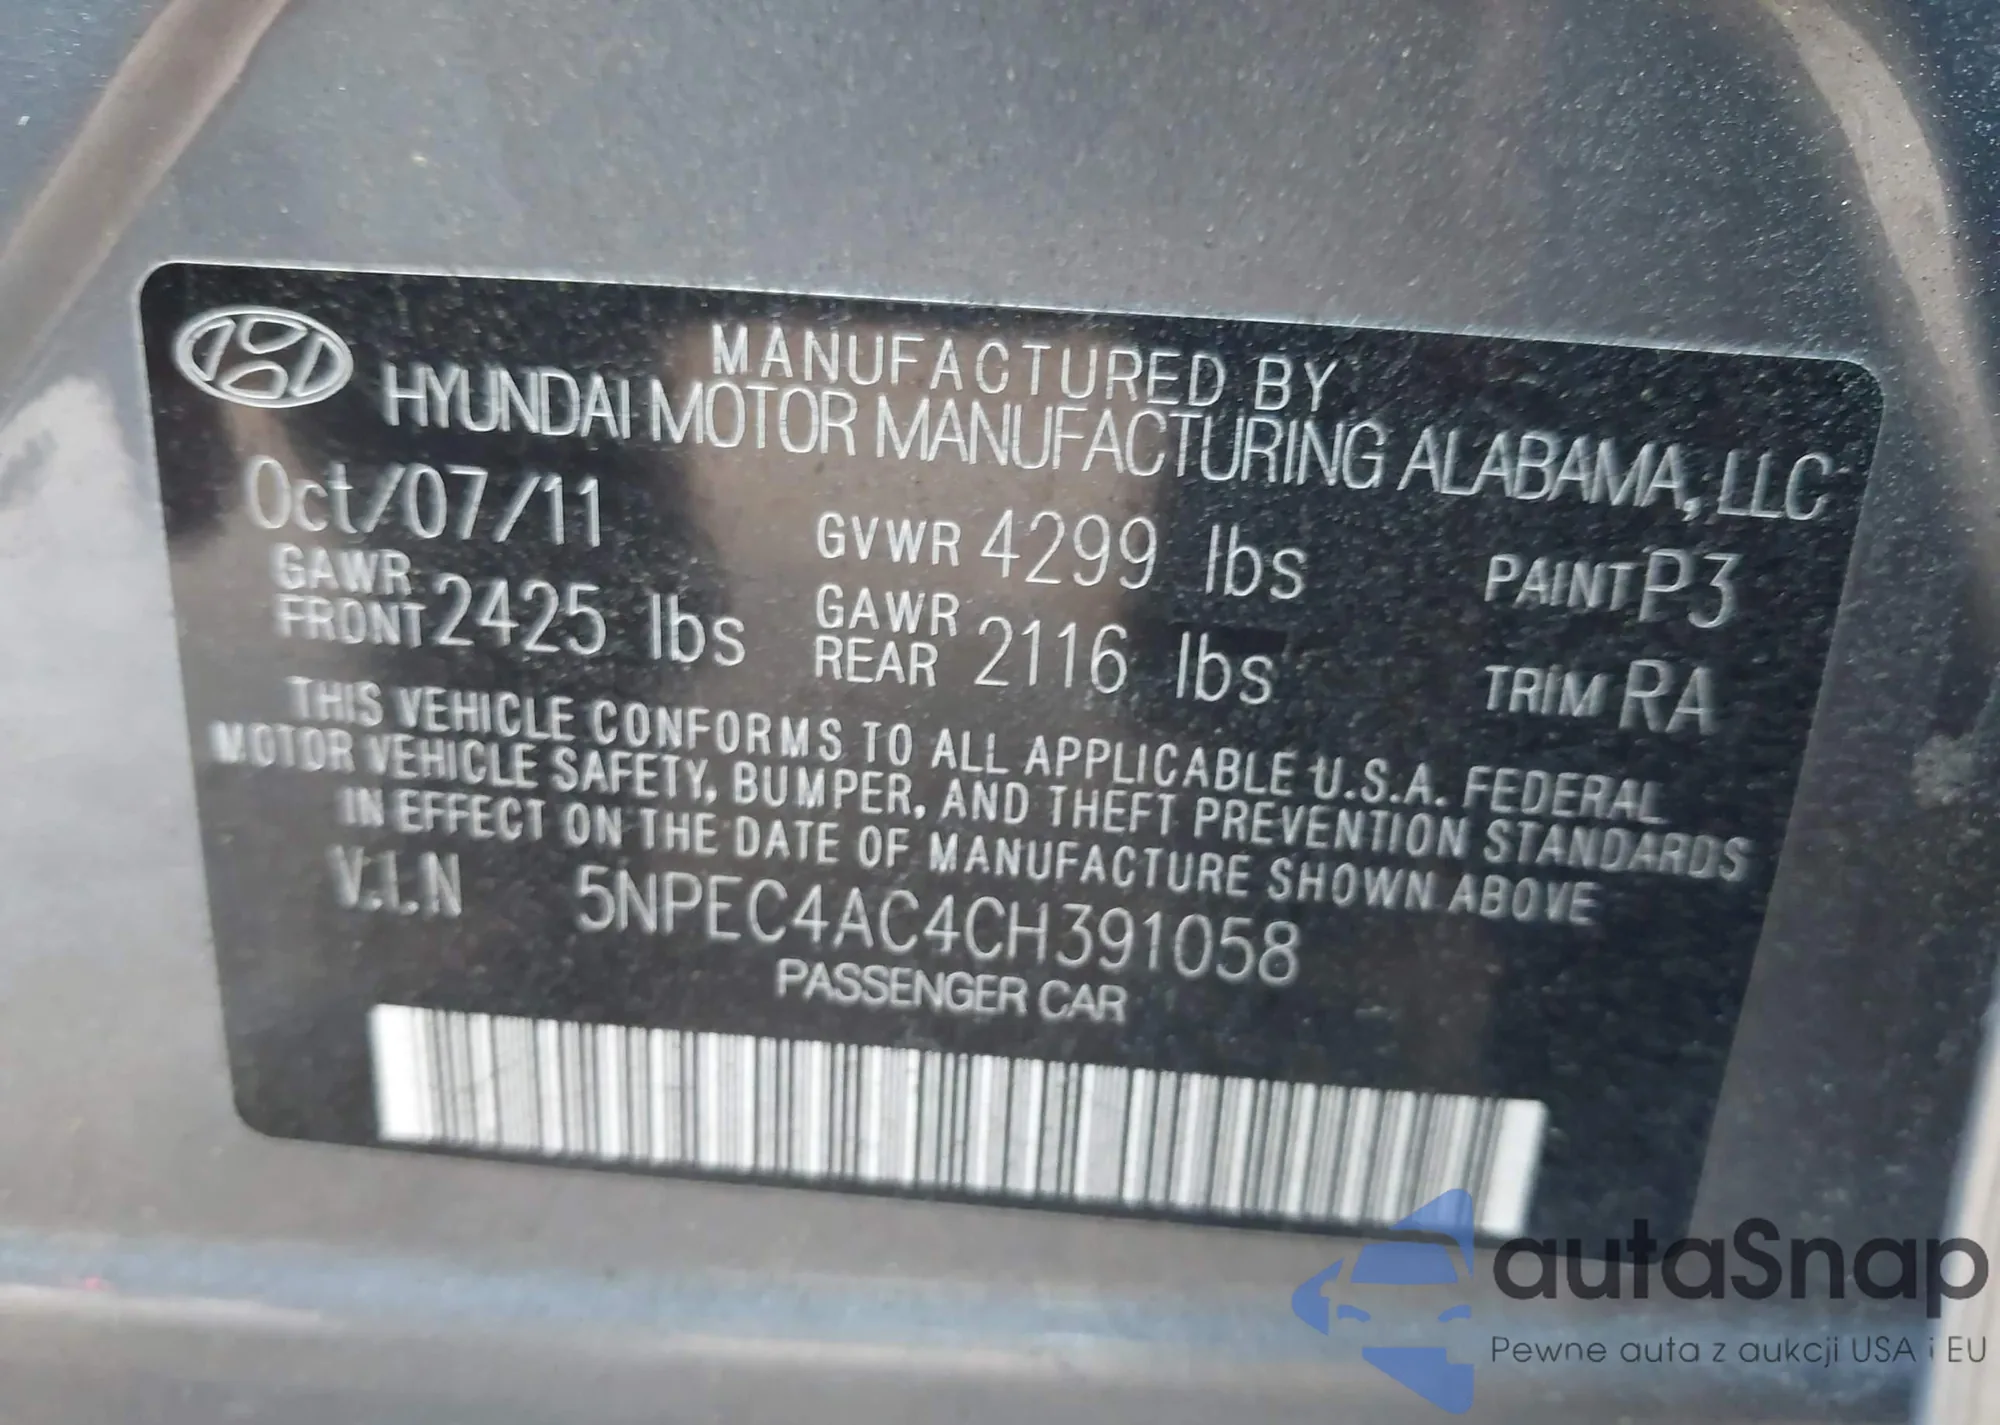 MANUFACTURED BY
HYUNDAI MOTOR MANUFACTURING ALABAMA, LLC
Oct/07/11 GVWR 4299 lbs PAINT P3
GAWR FRONT 2425 lbs GAWR REAR 2116 lbs TRIM RA
THIS VEHICLE CONFORMS TO ALL APPLICABLE U.S.A. FEDERAL
MOTOR VEHICLE SAFETY, BUMPER, AND THEFT PREVENTION STANDARDS
IN EFFECT ON THE DATE OF MANUFACTURE SHOWN ABOVE
V.I.N 5NPEC4AC4CH391058
PASSENGER CAR
autaSnap
Pewne auta z aukcji USA i EU